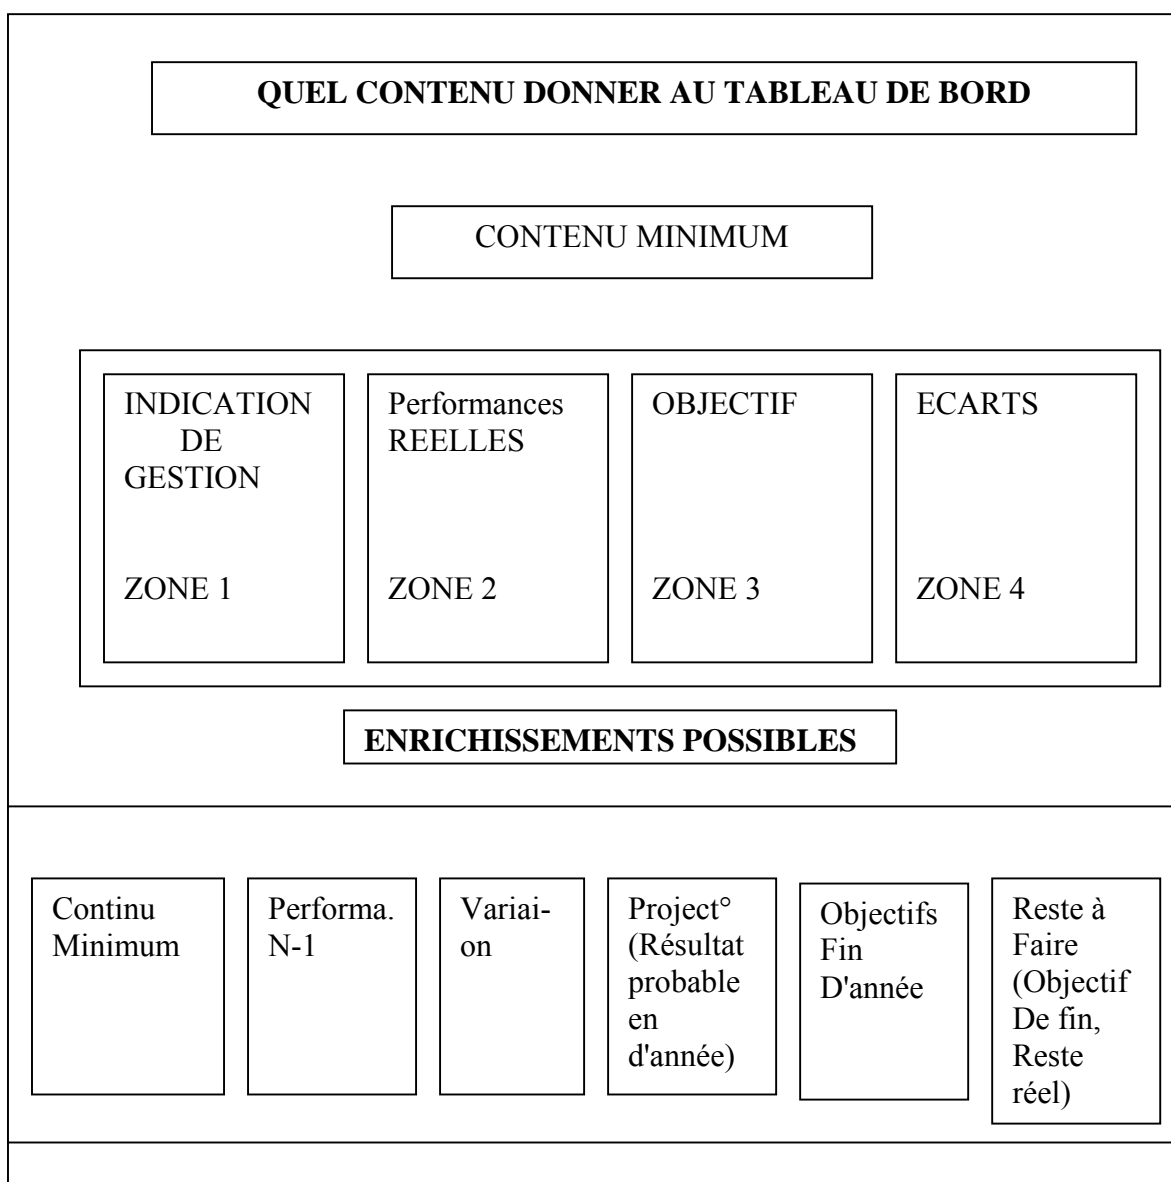 QUEL CONTENU DONNER AU TABLEAU DE BORD
CONTENU MINIMUM
INDICATION
DE
GESTION
ZONE 1
Performances
REELLES
ZONE 2
OBJECTIF
ZONE 3
ECARTS
ZONE 4
ENRICHISSEMENTS POSSIBLES
Continu
Minimum
Performa.
N-1
Variai-
on
Project°
(Résultat
probable
en
d'année)
Objectifs
Fin
D'année
Reste à
Faire
(Objectif
De fin,
Reste
réel)